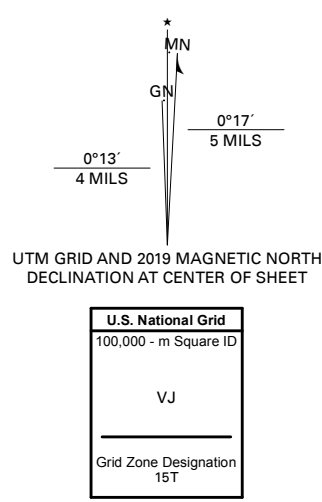 ★
MN
GN
0°17´
5 MILS
0°13´
4 MILS
UTM GRID AND 2019 MAGNETIC NORTH
DECLINATION AT CENTER OF SHEET
U.S. National Grid
100,000 - m Square ID
VJ
Grid Zone Designation
15T